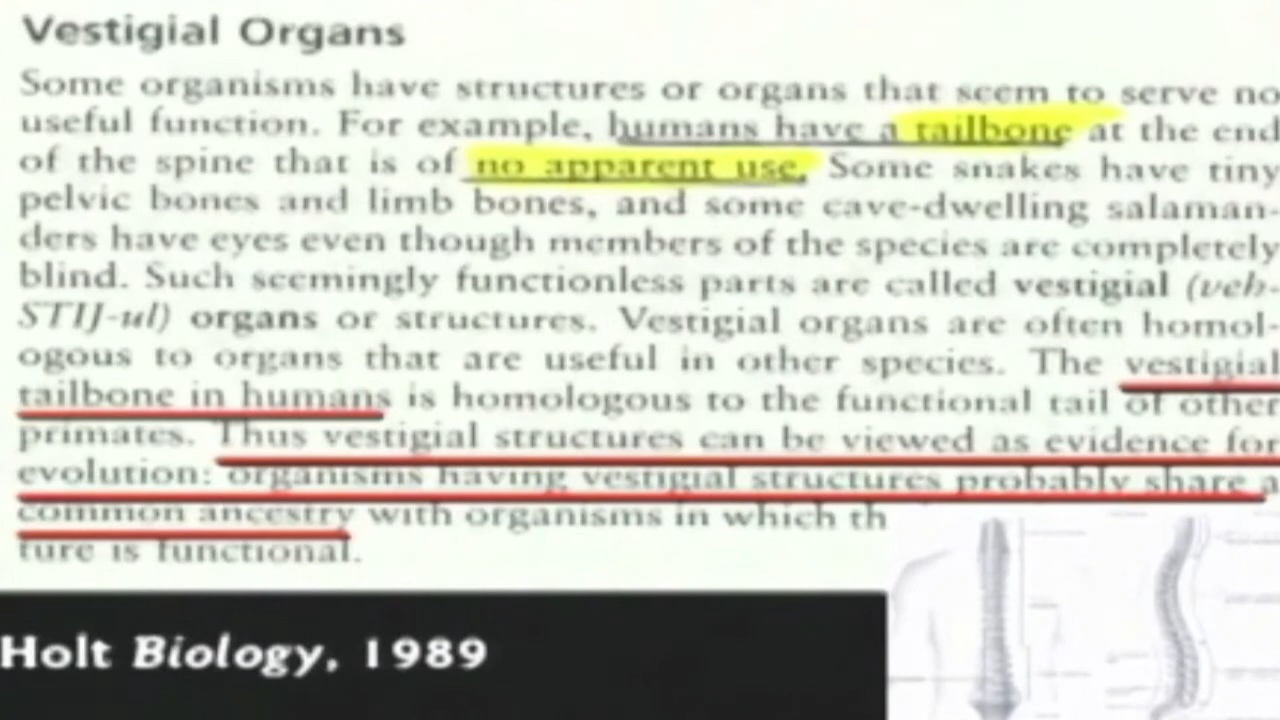 Vestigial Organs
Some organisms have structures or organs that seem to serve no
useful function. For example, humans have a tailbone at the end
of the spine that is of no apparent use. Some snakes have tiny
pelvic bones and limb bones, and some cave-dwelling salaman-
ders have eyes even though members of the species are completely
blind. Such seemingly functionless parts are called vestigial (veh-
STIJ-ul) organs or structures. Vestigial organs are often homol-
ogous to organs that are useful in other species. The vestigial
tailbone in humans is homologous to the functional tail of other
primates. Thus vestigial structures can be viewed as evidence for
evolution: organisms having vestigial structures probably share a
common ancestry with organisms in which th
ture is functional.
Holt Biology, 1989